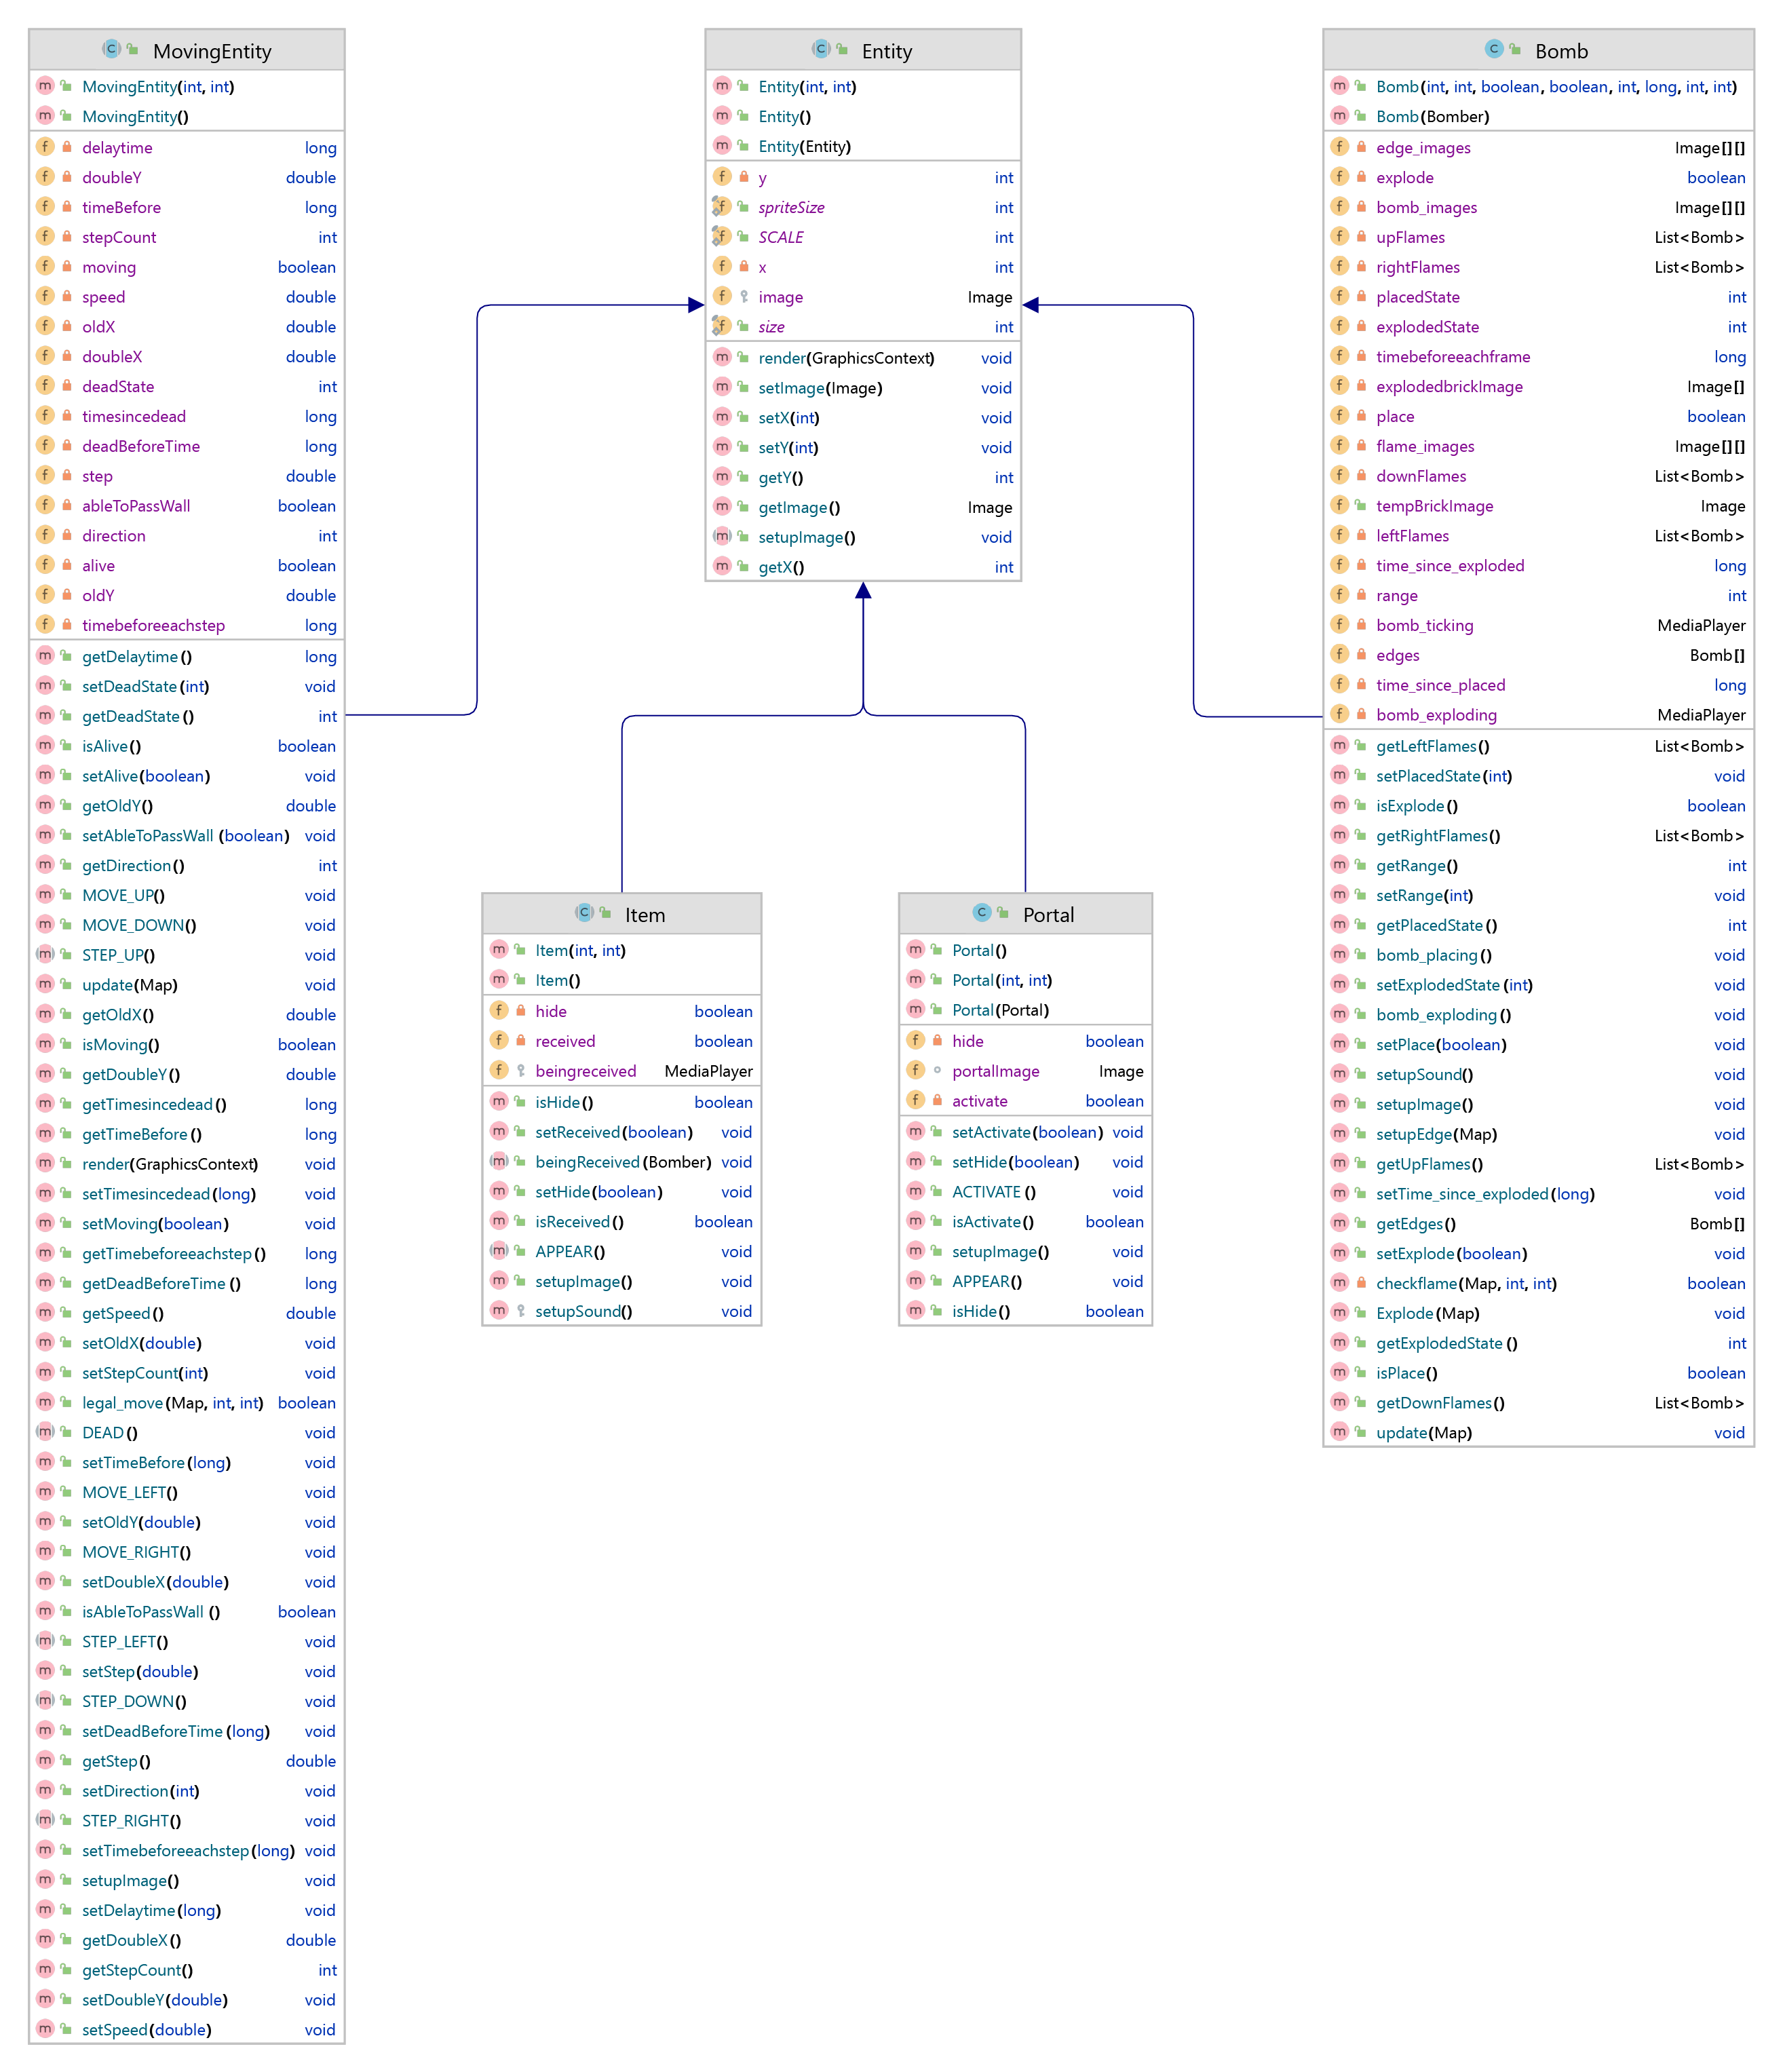 MovingEntity
MovingEntity(int, int)
MovingEntity()
delaytime long
doubleY double
timeBefore long
stepCount int
moving boolean
speed double
oldX double
doubleX double
deadState int
timesincedead long
deadBeforeTime long
step double
ableToPassWall boolean
direction int
alive boolean
oldY double
timebeforeeachstep long
getDelaytime() long
setDeadState(int) void
getDeadState() int
isAlive() boolean
setAlive(boolean) void
getOldY() double
setAbleToPassWall(boolean) void
getDirection() int
MOVE_UP() void
MOVE_DOWN() void
STEP_UP() void
update(Map) void
getOldX() double
isMoving() boolean
getDoubleY() double
getTimesincedead() long
getTimeBefore() long
render(GraphicsContext) void
setTimesincedead(long) void
setMoving(boolean) void
getTimebeforeeachstep() long
getDeadBeforeTime() long
getSpeed() double
setOldX(double) void
setStepCount(int) void
legal_move(Map, int, int) boolean
DEAD() void
setTimeBefore(long) void
MOVE_LEFT() void
setOldY(double) void
MOVE_RIGHT() void
setDoubleX(double) void
isAbleToPassWall() boolean
STEP_LEFT() void
setStep(double) void
STEP_DOWN() void
setDeadBeforeTime(long) void
getStep() double
setDirection(int) void
STEP_RIGHT() void
setTimebeforeeachstep(long) void
setupImage() void
setDelaytime(long) void
getDoubleX() double
getStepCount() int
setDoubleY(double) void
setSpeed(double) void
Entity
Entity(int, int)
Entity()
Entity(Entity)
y int
spriteSize int
SCALE int
x int
image Image
size int
render(GraphicsContext) void
setImage(Image) void
setX(int) void
setY(int) void
getY() int
getImage() Image
setupImage() void
getX() int
Item
Item(int, int)
Item()
hide boolean
received boolean
beingreceived MediaPlayer
isHide() boolean
setReceived(boolean) void
beingReceived(Bomber) void
setHide(boolean) void
isReceived() boolean
APPEAR() void
setupImage() void
setupSound() void
Portal
Portal()
Portal(int, int)
Portal(Portal)
hide boolean
portalImage Image
activate boolean
setActivate(boolean) void
setHide(boolean) void
ACTIVATE() void
isActivate() boolean
setupImage() void
APPEAR() void
isHide() boolean
Bomb
Bomb(int, int, boolean, boolean, int, long, int, int)
Bomb(Bomber)
edge_images Image[][]
explode boolean
bomb_images Image[][]
upFlames List<Bomb>
rightFlames List<Bomb>
placedState int
explodedState int
timebeforeeachframe long
explodedbrickImage Image[]
place boolean
flame_images Image[][]
downFlames List<Bomb>
tempBrickImage Image
leftFlames List<Bomb>
time_since_exploded long
range int
bomb_ticking MediaPlayer
edges Bomb[]
time_since_placed long
bomb_exploding MediaPlayer
getLeftFlames() List<Bomb>
setPlacedState(int) void
isExplode() boolean
getRightFlames() List<Bomb>
getRange() int
setRange(int) void
getPlacedState() int
bomb_placing() void
setExplodedState(int) void
bomb_exploding() void
setPlace(boolean) void
setupSound() void
setupImage() void
setupEdge(Map) void
getUpFlames() List<Bomb>
setTime_since_exploded(long) void
getEdges() Bomb[]
setExplode(boolean) void
checkflame(Map, int, int) boolean
Explode(Map) void
getExplodedState() int
isPlace() boolean
getDownFlames() List<Bomb>
update(Map) void